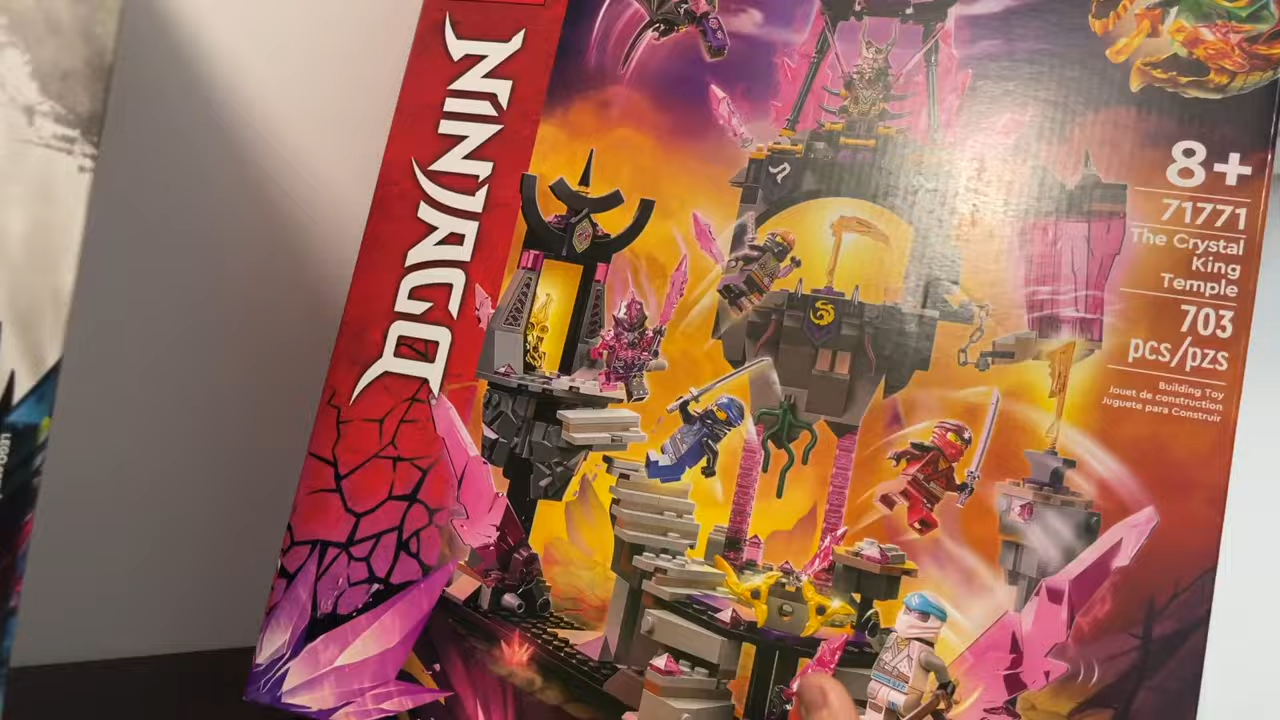 NINJAGO
8+
71771
The Crystal
King
Temple
703
pcs/pzs
Building Toy
Jouet de construction
Juguete para Construir